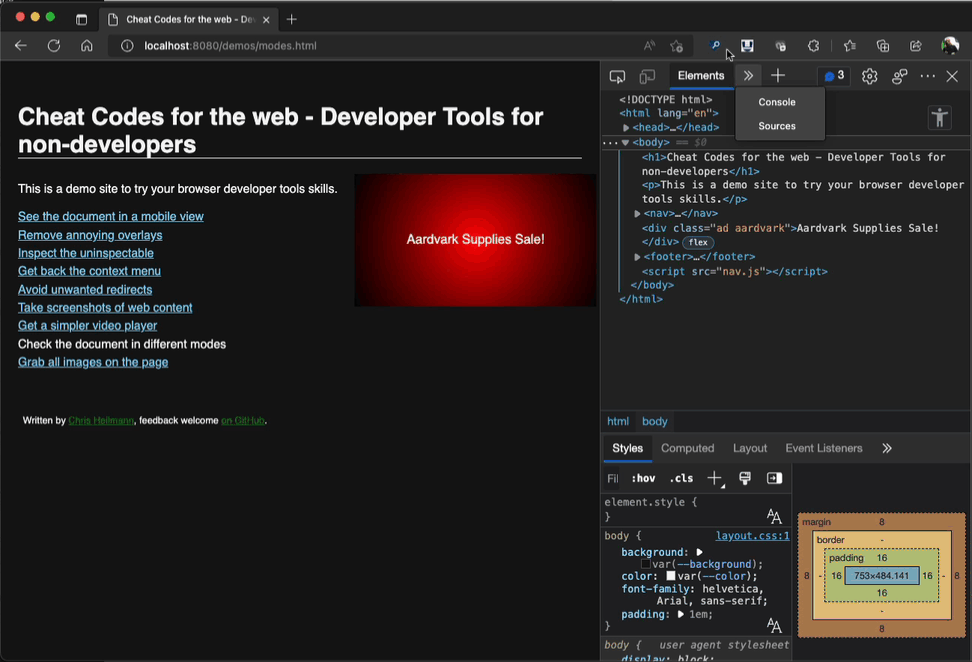 Cheat Codes for the web - De
localhost:8080/demos/modes.html
Cheat Codes for the web - Developer Tools for
non-developers
This is a demo site to try your browser developer tools skills.
See the document in a mobile view
Remove annoying overlays
Inspect the uninspectable
Get back the context menu
Avoid unwanted redirects
Take screenshots of web content
Get a simpler video player
Check the document in different modes
Grab all images on the page
Aardvark Supplies Sale!
Written by Chris Heilmann, feedback welcome on GitHub.
Elements
3
Console
Sources
<!DOCTYPE html>
<html lang="en">
<head>…</head>
<body> == $0
<h1>Cheat Codes for the web - Developer Tools for
non-developers</h1>
<p>This is a demo site to try your browser developer
tools skills.</p>
<nav>…</nav>
<div class="ad aardvark">Aardvark Supplies Sale!
</div> flex
<footer>…</footer>
<script src="nav.js"></script>
</body>
</html>
html body
Styles Computed Layout Event Listeners
Fil :hov .cls
element.style {
}
body { layout.css:1
background:
var(--background);
color: var(--color);
font-family: helvetica,
Arial, sans-serif;
padding: 1em;
}
body { user agent stylesheet
display: block;
margin 8
border -
padding 16
8 - 16 753×484.141 16 - 8
16
-
8